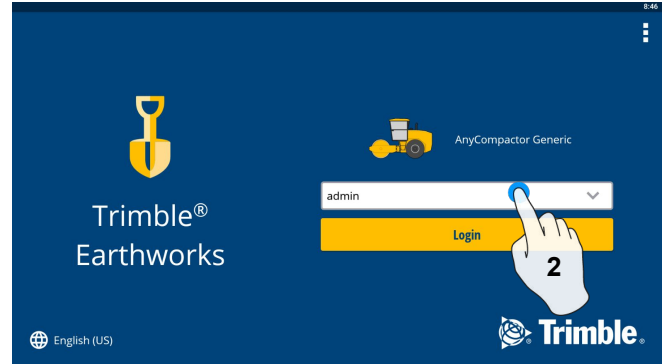 8:46
AnyCompactor Generic
admin
Trimble®
Earthworks
Login
2
English (US)
Trimble®